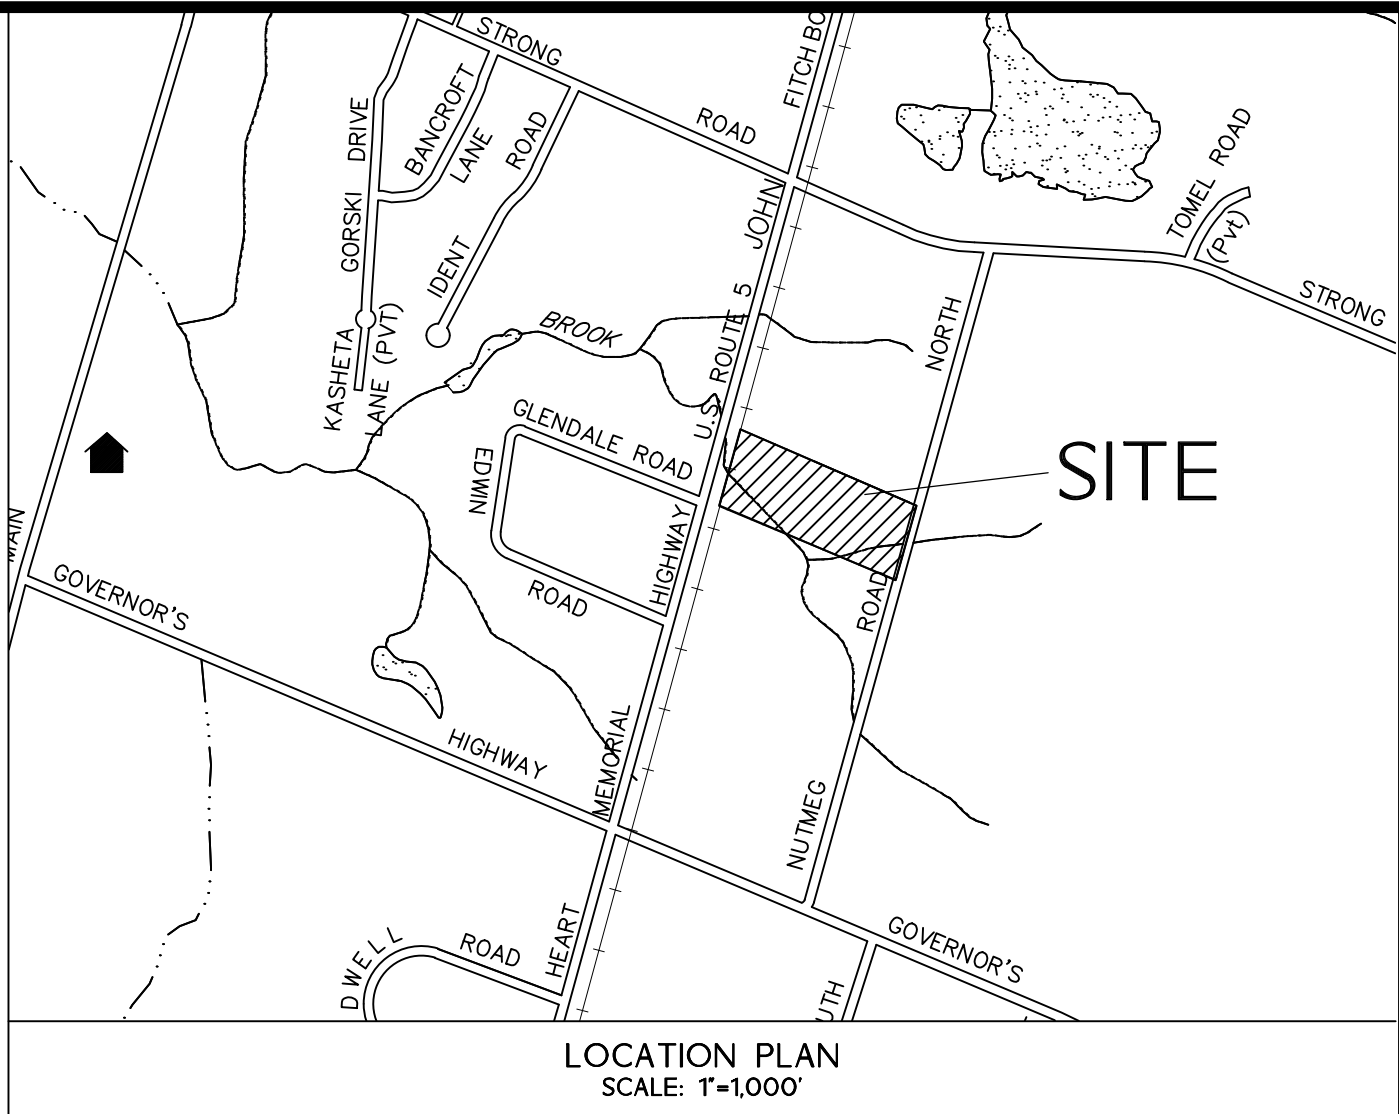 STRONG
ROAD
FITCH BO
GORSKI DRIVE
BANCROFT
LANE
IDENT ROAD
TOMEL ROAD
(Pvt)
STRONG
JOHN
U.S. ROUTE 5
NORTH
BROOK
KASHETA
LANE (PVT)
GLENDALE ROAD
EDWIN
ROAD
SITE
HIGHWAY
ROAD
MAIN
GOVERNOR'S
HIGHWAY
MEMORIAL
NUTMEG
HEART
GOVERNOR'S
DWELL
ROAD
UTH
LOCATION PLAN
SCALE: 1"=1,000'